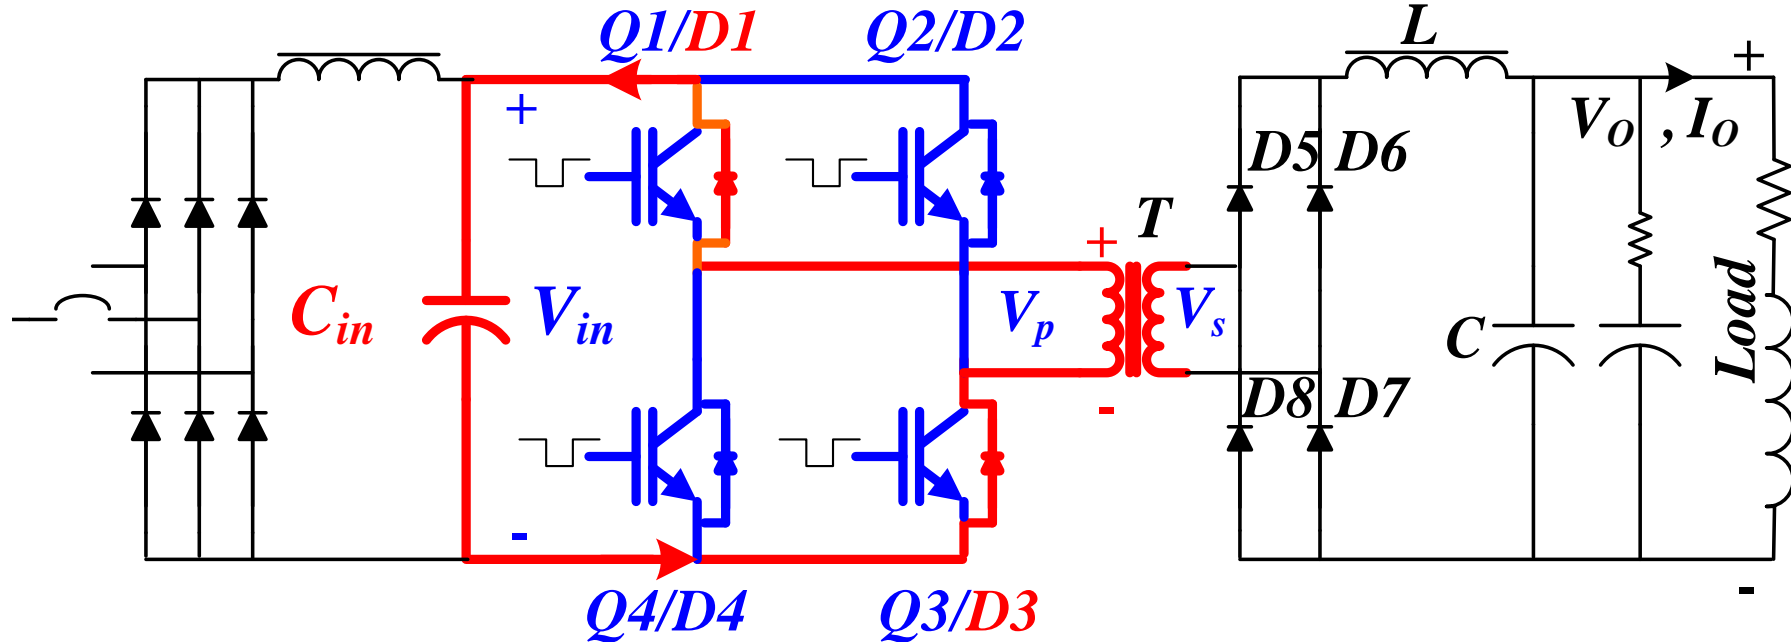 Q1/D1
Q2/D2
L
+
+
V_O , I_O
D5
D6
T
+
C_in
V_in
V_p
V_s
C
Load
D8
D7
-
-
-
Q4/D4
Q3/D3